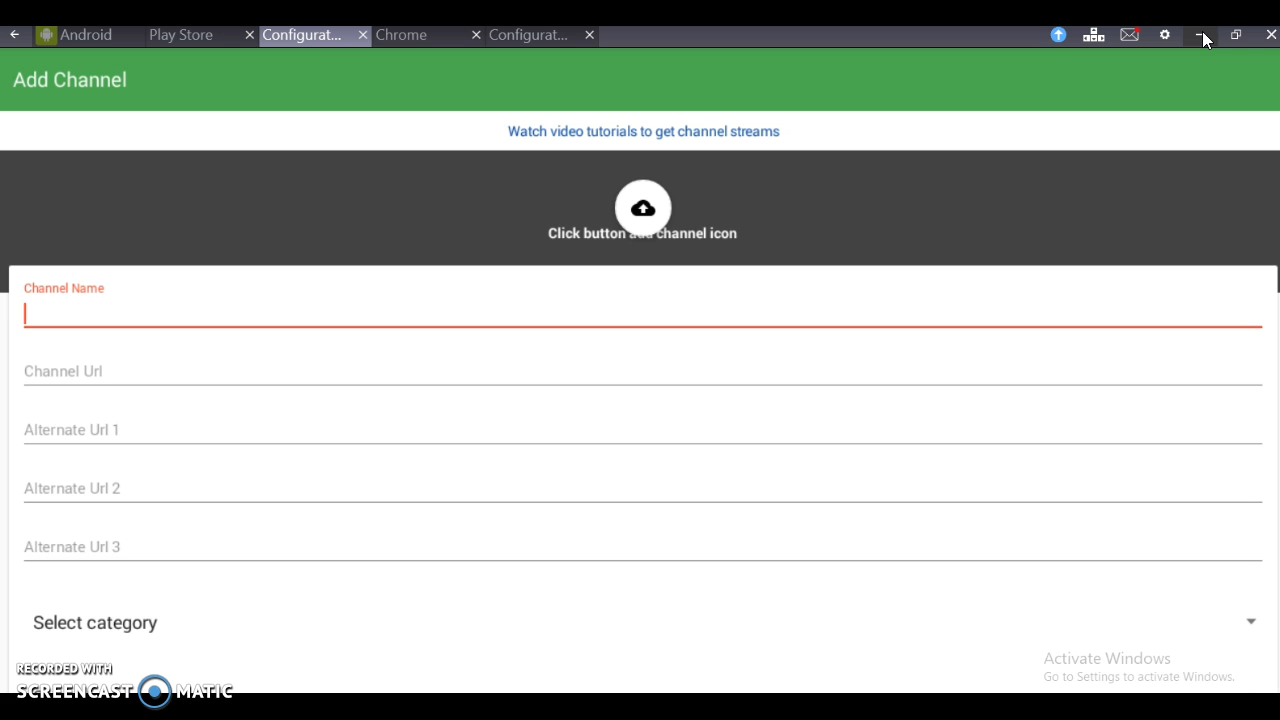 Android Play Store Configurat... Chrome Configurat...
Add Channel
Watch video tutorials to get channel streams
Click button add channel icon
Channel Name
Channel Url
Alternate Url 1
Alternate Url 2
Alternate Url 3
Select category
Activate Windows
Go to Settings to activate Windows.
RECORDED WITH
SCREENCAST MATIC